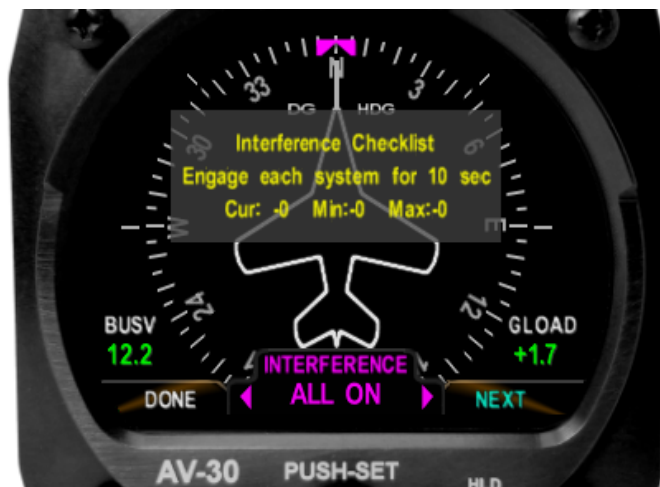 N
33
3
DG HDG
30
6
Interference Checklist
Engage each system for 10 sec
Cur: -0 Min:-0 Max:-0
W
E
24
12
BUSV
12.2
GLOAD
+1.7
INTERFERENCE
ALL ON
DONE
NEXT
AV-30
PUSH-SET
HLD